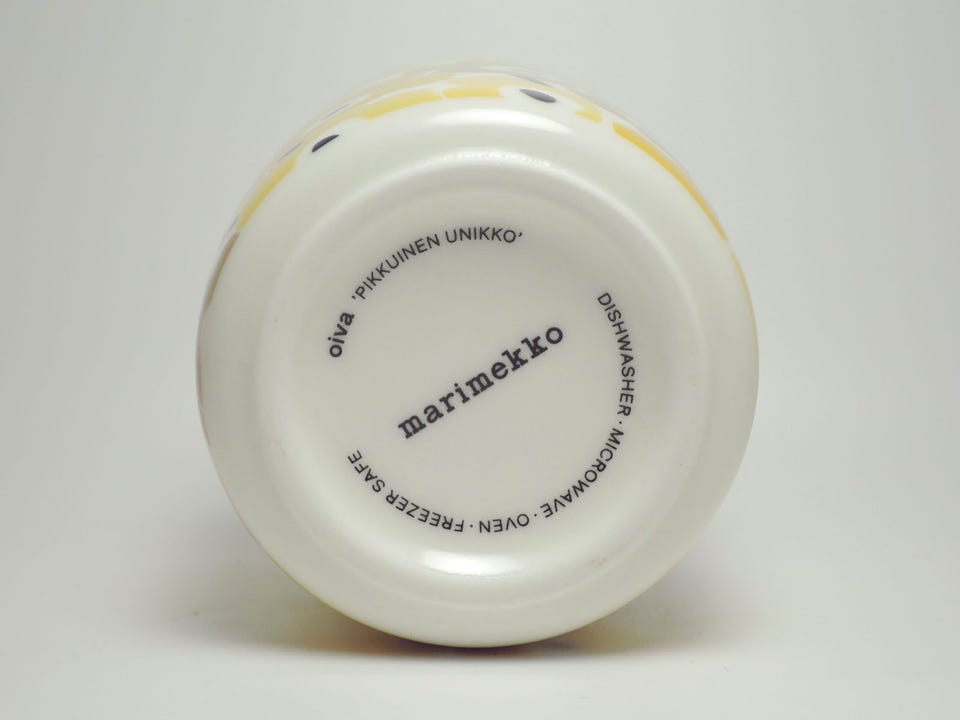 oiva 'PIKKUINEN UNIKKO'
marimekko
DISHWASHER · MICROWAVE · OVEN · FREEZER SAFE